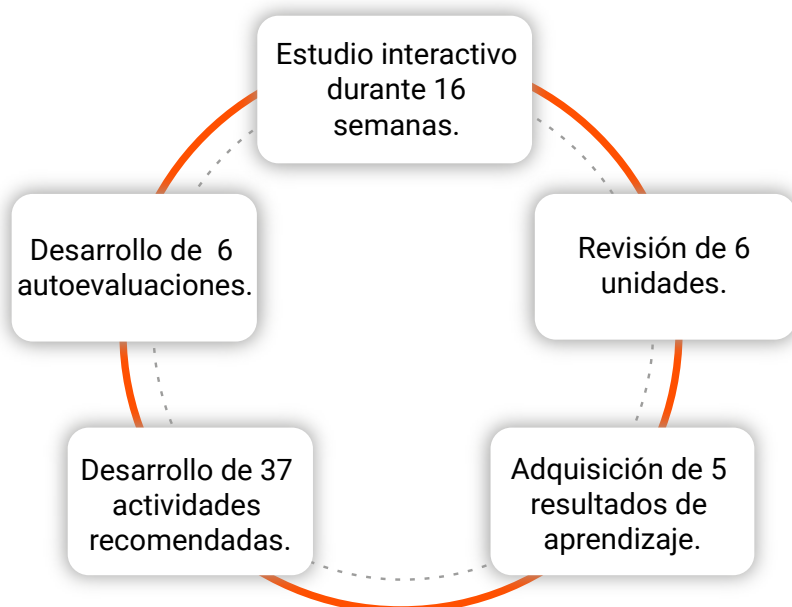 Estudio interactivo
durante 16
semanas.
Revisión de 6
unidades.
Adquisición de 5
resultados de
aprendizaje.
Desarrollo de 37
actividades
recomendadas.
Desarrollo de 6
autoevaluaciones.